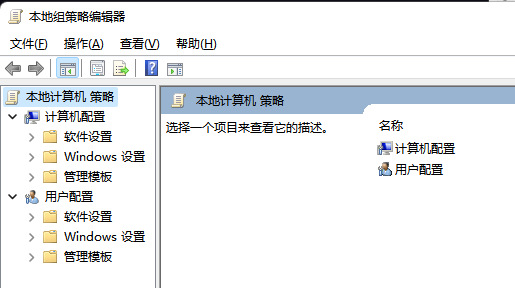 本地组策略编辑器
文件(F) 操作(A) 查看(V) 帮助(H)
本地计算机 策略
计算机配置
软件设置
Windows 设置
管理模板
用户配置
软件设置
Windows 设置
管理模板
本地计算机 策略
选择一个项目来查看它的描述。
名称
计算机配置
用户配置